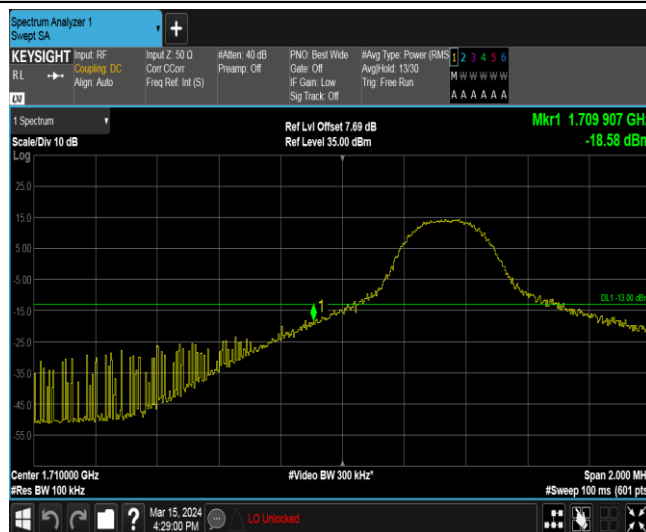 Spectrum Analyzer 1
Swept SA
KEYSIGHT
RL
Input: RF
Coupling: DC
Align: Auto
Input Z: 50 Ω
Corr CCorr
Freq Ref: Int (S)
#Atten: 40 dB
Preamp: Off
PNO: Best Wide
Gate: Off
IF Gain: Low
Sig Track: Off
#Avg Type: Power (RMS
Avg|Hold: 13/30
Trig: Free Run
1 2 3 4 5 6
M W W W W W
A A A A A A
LXI
1 Spectrum
Scale/Div 10 dB
Log
Ref Lvl Offset 7.69 dB
Ref Level 35.00 dBm
Mkr1 1.709 907 GHz
-18.58 dBm
25.0
15.0
5.00
-5.00
DL1 -13.00 dBm
1
-15.0
-25.0
-35.0
-45.0
-55.0
Center 1.710000 GHz
#Video BW 300 kHz*
Span 2.000 MH
#Res BW 100 kHz
#Sweep 100 ms (601 pts
?
Mar 15, 2024
4:29:00 PM
LO Unlocked